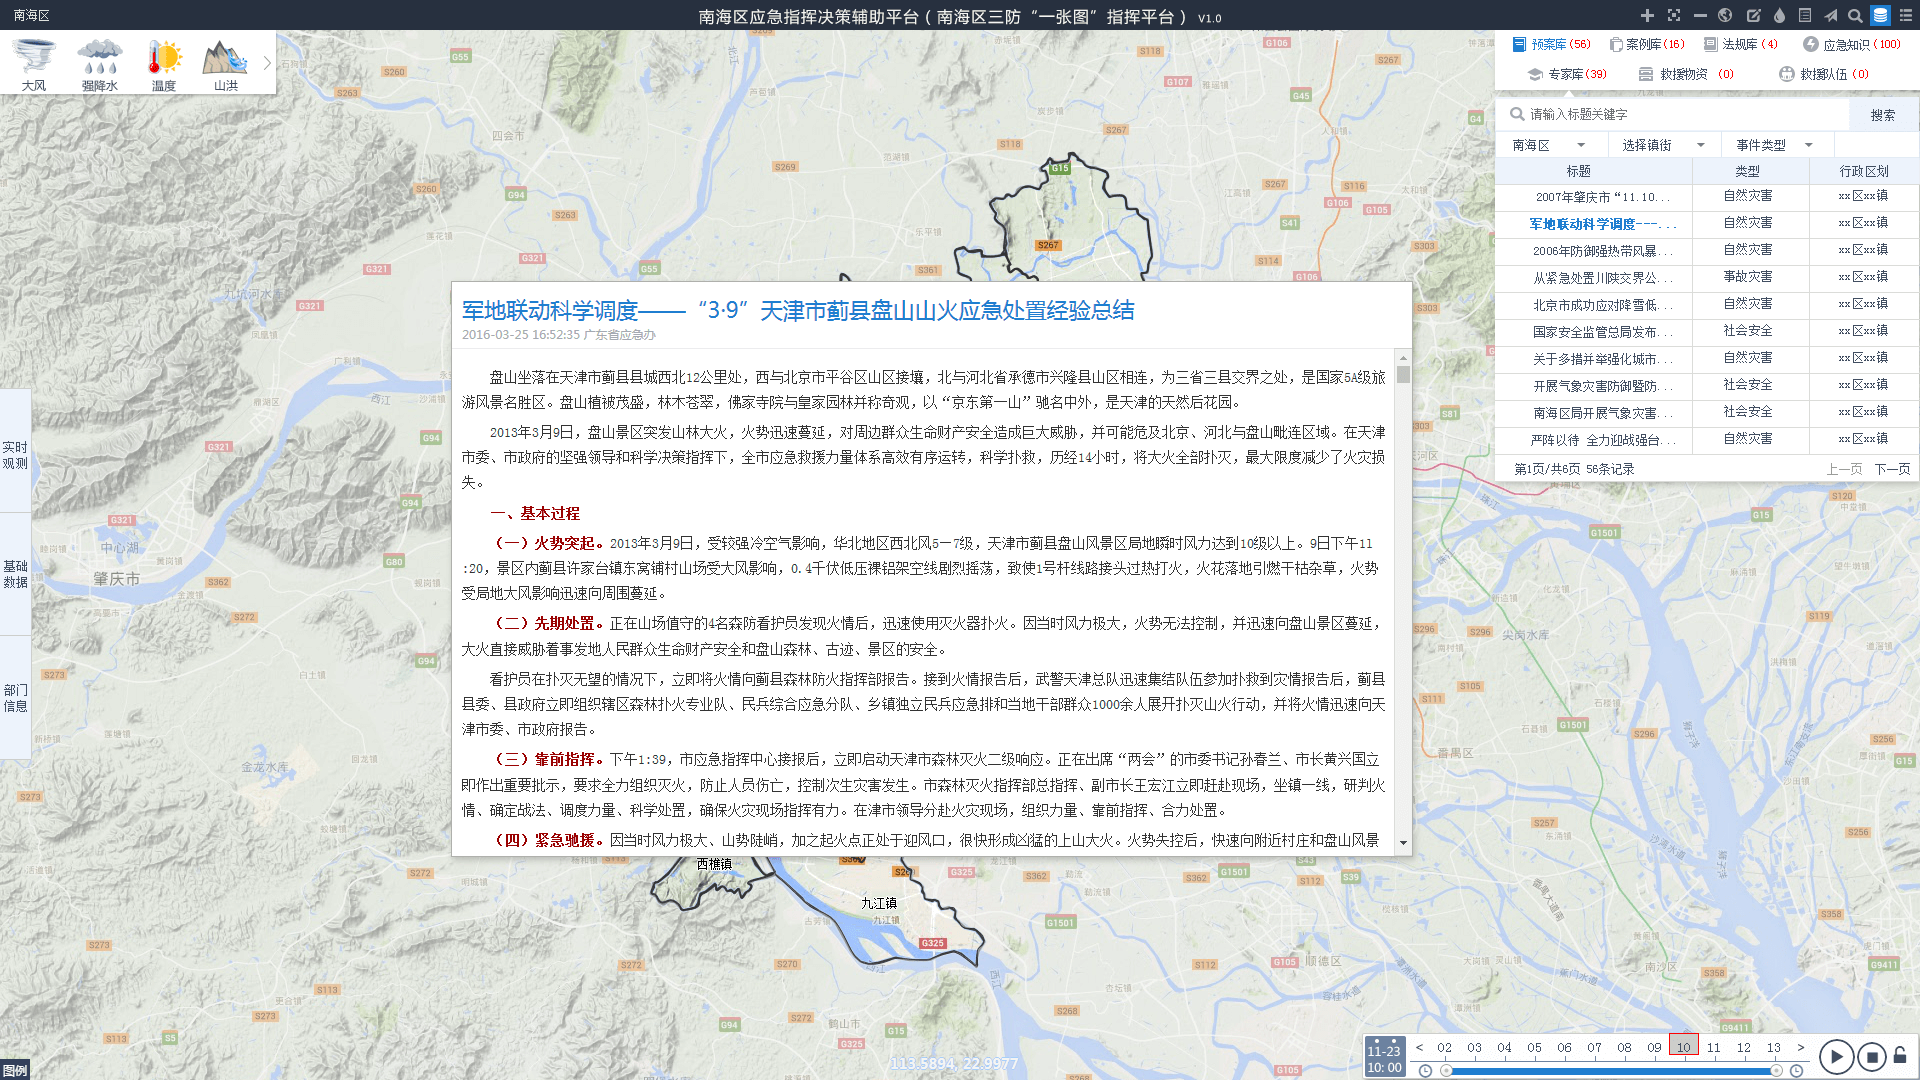 南海区
南海区应急指挥决策辅助平台（南海区三防“一张图”指挥平台） V1.0
大风
强降水
温度
山洪
预案库(56)
案例库(16)
法规库(4)
应急知识(100)
专家库(39)
救援物资 (0)
救援队伍(0)
请输入标题关键字
搜索
南海区
选择镇街
事件类型
标题 类型 行政区划
2007年肇庆市“11.10... 自然灾害 xx区xx镇
军地联动科学调度---... 自然灾害 xx区xx镇
2006年防御强热带风暴... 自然灾害 xx区xx镇
从紧急处置川陕交界公... 事故灾害 xx区xx镇
北京市成功应对降雪低... 自然灾害 xx区xx镇
国家安全监管总局发布... 社会安全 xx区xx镇
关于多措并举强化城市... 自然灾害 xx区xx镇
开展气象灾害防御暨防... 社会安全 xx区xx镇
南海区局开展气象灾害... 社会安全 xx区xx镇
严阵以待 全力迎战强台... 自然灾害 xx区xx镇
第1页/共6页 56条记录
上一页 下一页
军地联动科学调度——“3·9”天津市蓟县盘山山火应急处置经验总结
2016-03-25 16:52:35 广东省应急办
盘山坐落在天津市蓟县县城西北12公里处，西与北京市平谷区山区接壤，北与河北省承德市兴隆县山区相连，为三省三县交界之处，是国家5A级旅
游风景名胜区。盘山植被茂盛，林木苍翠，佛家寺院与皇家园林并称奇观，以“京东第一山”驰名中外，是天津的天然后花园。
2013年3月9日，盘山景区突发山林大火，火势迅速蔓延，对周边群众生命财产安全造成巨大威胁，并可能危及北京、河北与盘山毗连区域。在天津
市委、市政府的坚强领导和科学决策指挥下，全市应急救援力量体系高效有序运转，科学扑救，历经14小时，将大火全部扑灭，最大限度减少了火灾损
失。
一、基本过程
（一）火势突起。2013年3月9日，受较强冷空气影响，华北地区西北风5－7级，天津市蓟县盘山风景区局地瞬时风力达到10级以上。9日下午11
:20，景区内蓟县许家台镇东窝铺村山场受大风影响，0.4千伏低压裸铝架空线剧烈摇荡，致使1号杆线路接头过热打火，火花落地引燃干枯杂草，火势
受局地大风影响迅速向周围蔓延。
（二）先期处置。正在山场值守的4名森防看护员发现火情后，迅速使用灭火器扑火。因当时风力极大，火势无法控制，并迅速向盘山景区蔓延，
大火直接威胁着事发地人民群众生命财产安全和盘山森林、古迹、景区的安全。
看护员在扑灭无望的情况下，立即将火情向蓟县森林防火指挥部报告。接到火情报告后，武警天津总队迅速集结队伍参加扑救到灾情报告后，蓟县
县委、县政府立即组织辖区森林扑火专业队、民兵综合应急分队、乡镇独立民兵应急排和当地干部群众1000余人展开扑灭山火行动，并将火情迅速向天
津市委、市政府报告。
（三）靠前指挥。下午1:39，市应急指挥中心接报后，立即启动天津市森林灭火二级响应。正在出席“两会”的市委书记孙春兰、市长黄兴国立
即作出重要批示，要求全力组织灭火，防止人员伤亡，控制次生灾害发生。市森林灭火指挥部总指挥、副市长王宏江立即赶赴现场，坐镇一线，研判火
情、确定战法、调度力量、科学处置，确保火灾现场指挥有力。在津市领导分赴火灾现场，组织力量、靠前指挥、合力处置。
（四）紧急驰援。因当时风力极大、山势陡峭，加之起火点正处于迎风口，很快形成凶猛的上山大火。火势失控后，快速向附近村庄和盘山风景
实时
观测
基础
数据
部门
信息
西樵镇
九江镇
九江镇
肇庆市
中心湖
九坑河水库
金龙水库
尖岗水库
四会市
鹤山市
番禺区
顺德区
南沙区
G15
S267
G325
113.5894, 22.9977
图例
11-23
10: 00
< 02 03 04 05 06 07 08 09 10 11 12 13 >